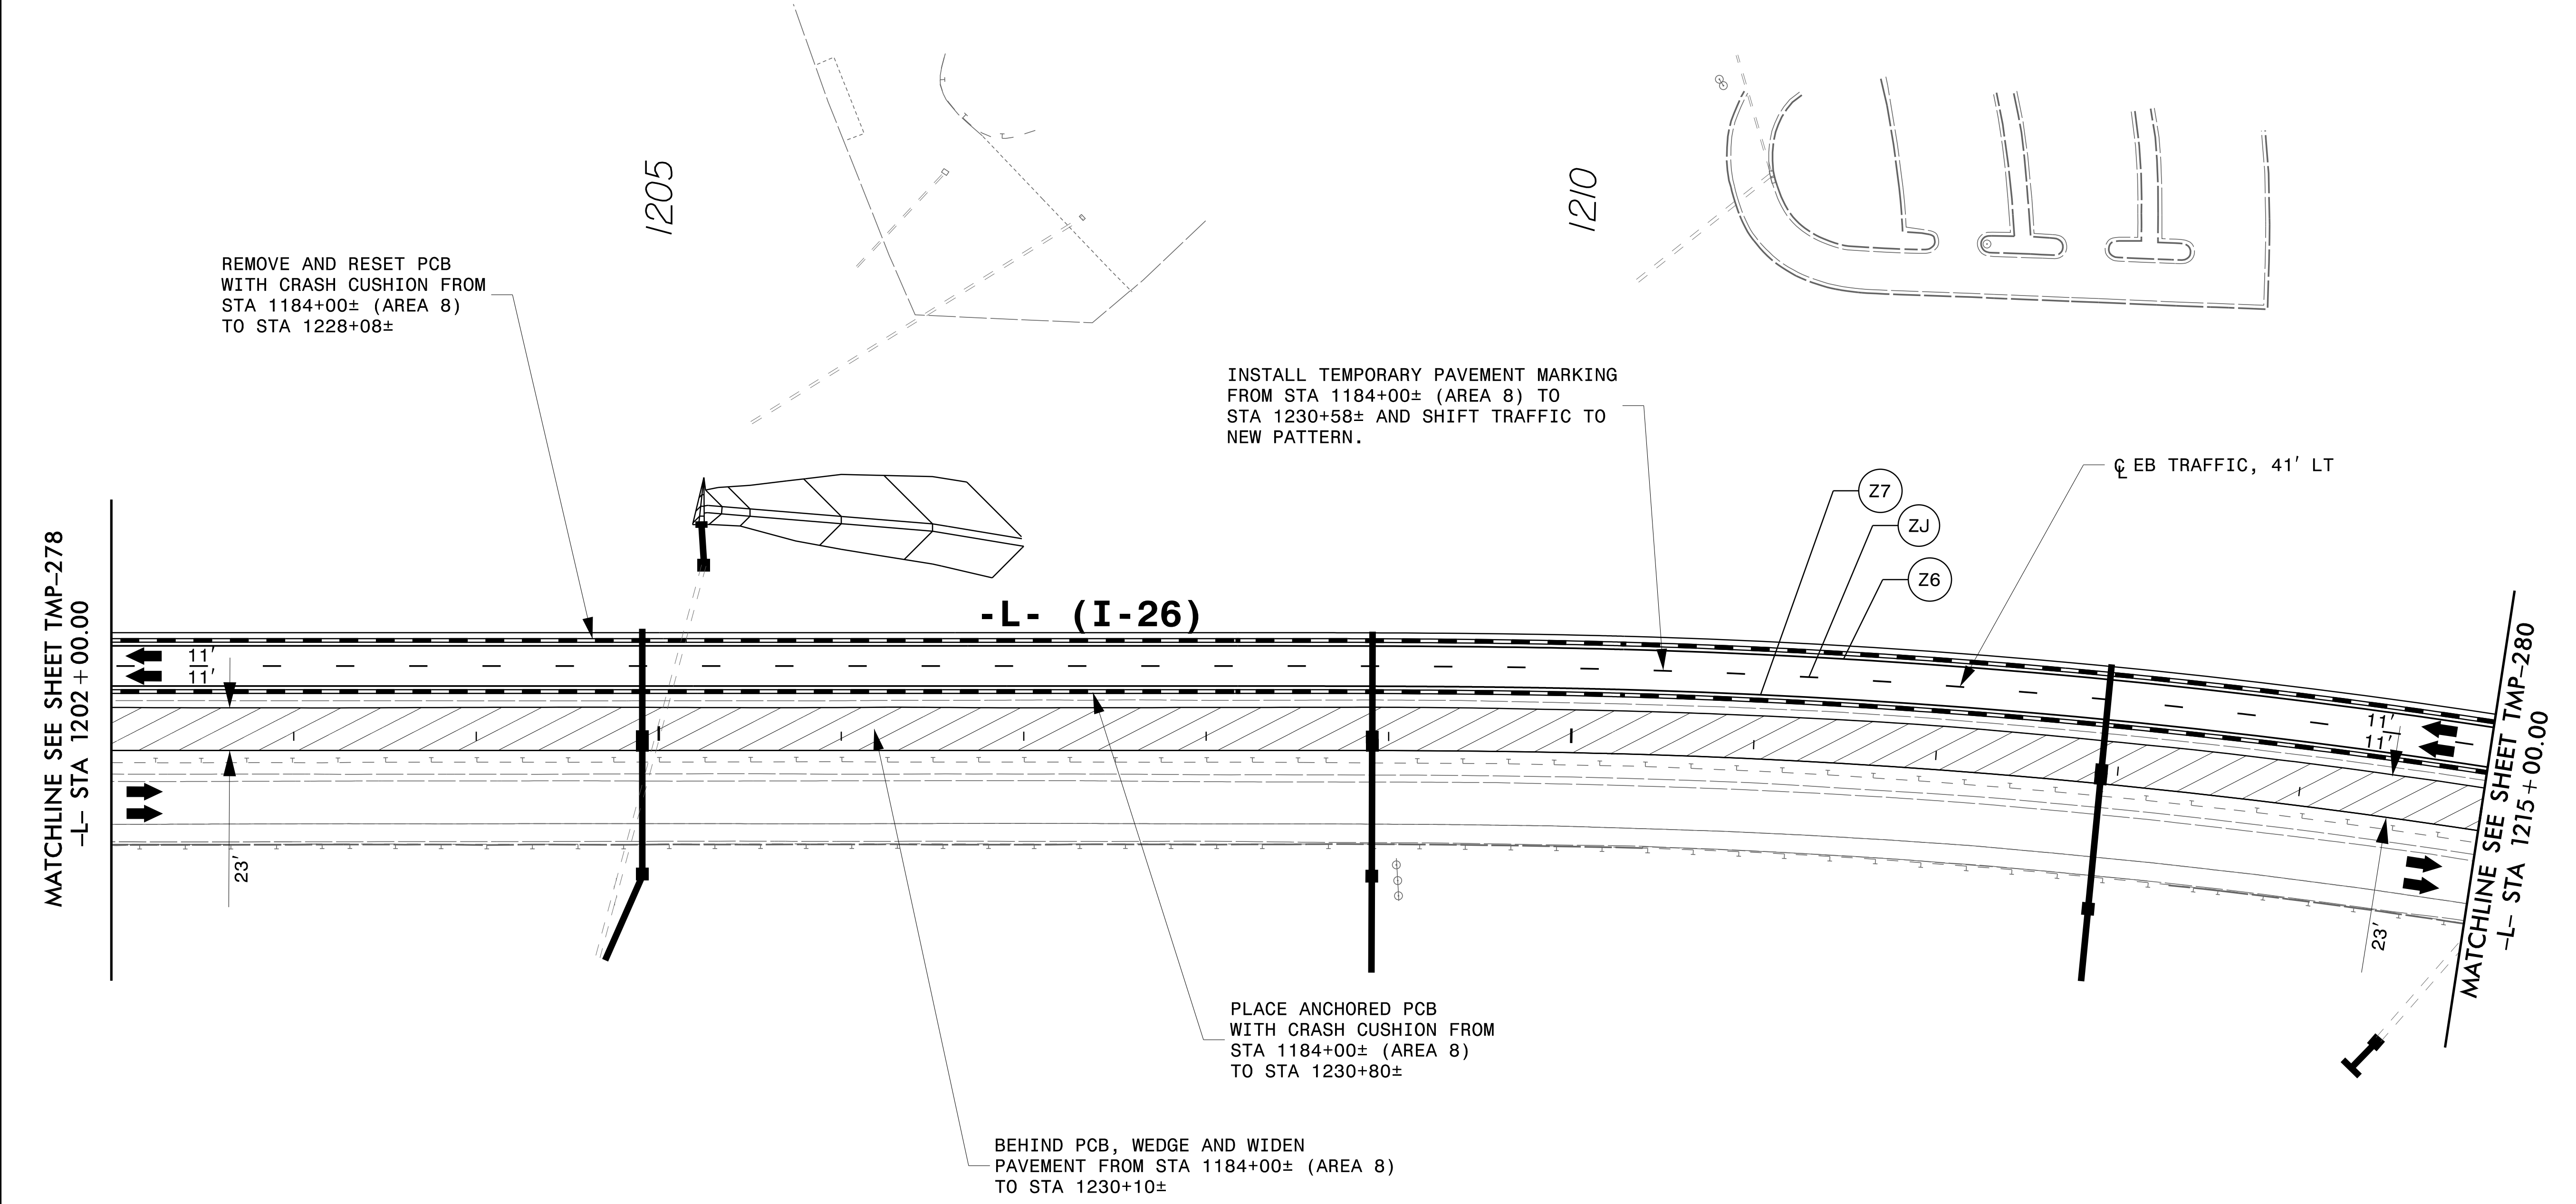 1205
1210
REMOVE AND RESET PCB
WITH CRASH CUSHION FROM
STA 1184+00± (AREA 8)
TO STA 1228+08±
INSTALL TEMPORARY PAVEMENT MARKING
FROM STA 1184+00± (AREA 8) TO
STA 1230+58± AND SHIFT TRAFFIC TO
NEW PATTERN.
℄ EB TRAFFIC, 41' LT
Z7
ZJ
Z6
-L- (I-26)
MATCHLINE SEE SHEET TMP-278
-L- STA 1202+00.00
11'
11'
23'
11'
11'
23'
MATCHLINE SEE SHEET TMP-280
-L- STA 1215+00.00
PLACE ANCHORED PCB
WITH CRASH CUSHION FROM
STA 1184+00± (AREA 8)
TO STA 1230+80±
BEHIND PCB, WEDGE AND WIDEN
PAVEMENT FROM STA 1184+00± (AREA 8)
TO STA 1230+10±